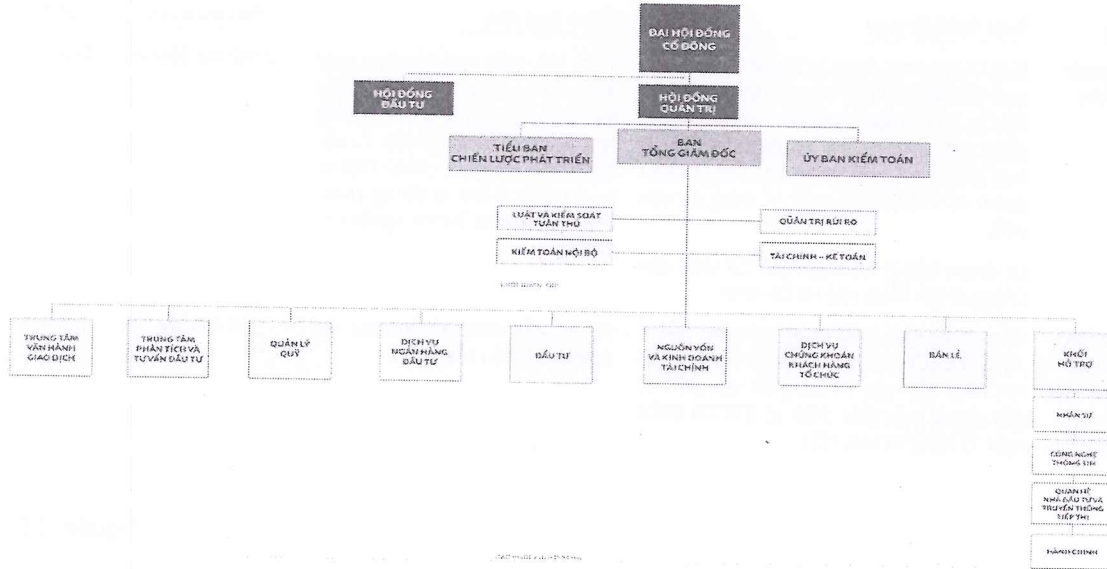 ĐẠI HỘI ĐỒNG
CỔ ĐÔNG
HỘI ĐỒNG
ĐẦU TƯ
HỘI ĐỒNG
QUẢN TRỊ
TIỂU BAN
CHIẾN LƯỢC PHÁT TRIỂN
BAN
TỔNG GIÁM ĐỐC
ỦY BAN KIỂM TOÁN
LUẬT VÀ KIỂM SOÁT
TUÂN THỦ
QUẢN TRỊ RỦI RO
KIỂM TOÁN NỘI BỘ
TÀI CHÍNH – KẾ TOÁN
TRUNG TÂM
VẬN HÀNH
GIAO DỊCH
TRUNG TÂM
PHÂN TÍCH VÀ
TƯ VẤN ĐẦU TƯ
QUẢN LÝ
QUỸ
DỊCH VỤ
NGÂN HÀNG
ĐẦU TƯ
ĐẦU TƯ
NGUỒN VỐN
VÀ KINH DOANH
TÀI CHÍNH
DỊCH VỤ
CHỨNG KHOÁN
KHÁCH HÀNG
TỔ CHỨC
BÁN LẺ
KHỐI
HỖ TRỢ
NHÂN SỰ
CÔNG NGHỆ
THÔNG TIN
QUAN HỆ
NHÀ ĐẦU TƯ VÀ
TRUYỀN THÔNG
TIẾP THỊ
HÀNH CHÍNH